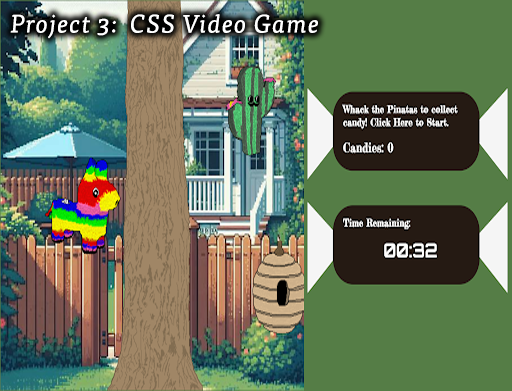 Project 3: CSS Video Game
Whack the Pinatas to collect
candy! Click Here to Start.
Candies: 0
Time Remaining.
00:32